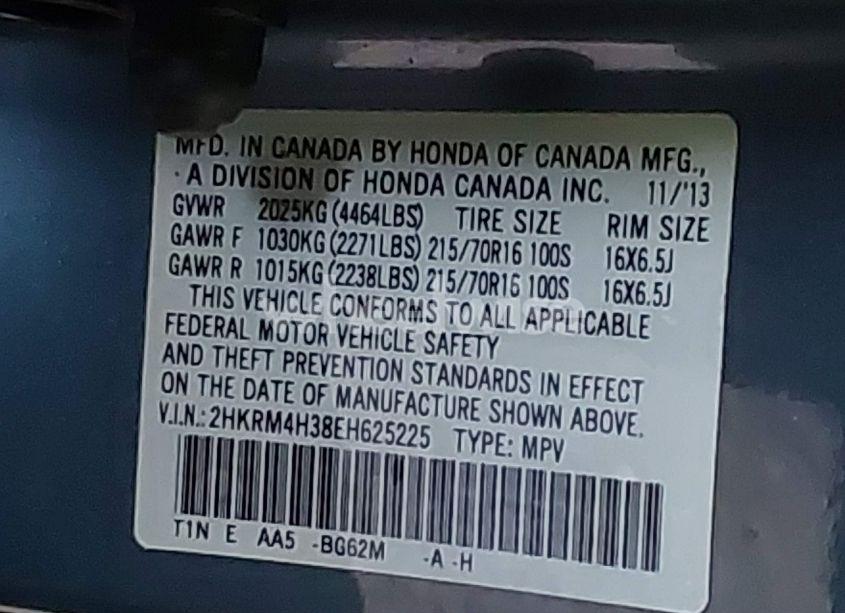 MFD. IN CANADA BY HONDA OF CANADA MFG.,
A DIVISION OF HONDA CANADA INC. 11/'13
GVWR 2025KG (4464LBS) TIRE SIZE RIM SIZE
GAWR F 1030KG (2271LBS) 215/70R16 100S 16X6.5J
GAWR R 1015KG (2238LBS) 215/70R16 100S 16X6.5J
THIS VEHICLE CONFORMS TO ALL APPLICABLE
FEDERAL MOTOR VEHICLE SAFETY
AND THEFT PREVENTION STANDARDS IN EFFECT
ON THE DATE OF MANUFACTURE SHOWN ABOVE.
V.I.N.: 2HKRM4H38EH625225 TYPE: MPV
T1N E AA5 -BG62M -A -H